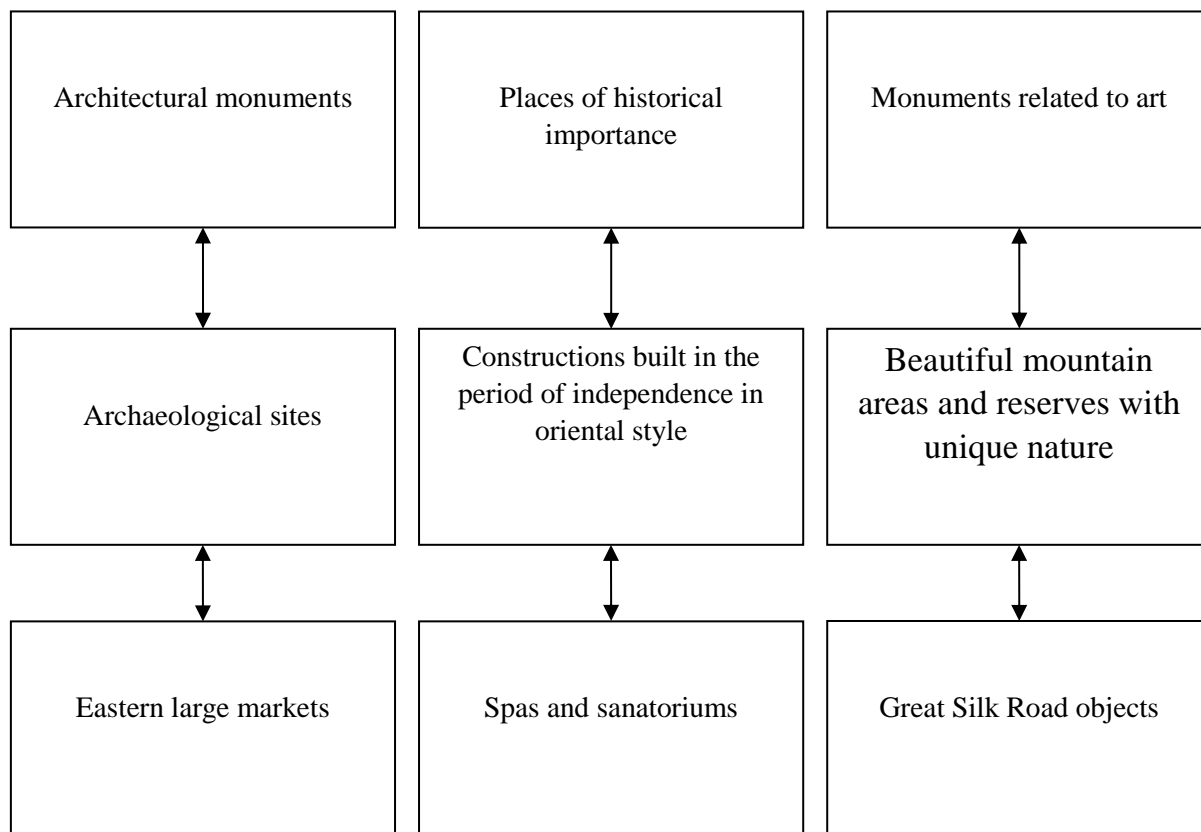 Architectural monuments
Places of historical
importance
Monuments related to art
Archaeological sites
Constructions built in the
period of independence in
oriental style
Beautiful mountain
areas and reserves with
unique nature
Eastern large markets
Spas and sanatoriums
Great Silk Road objects